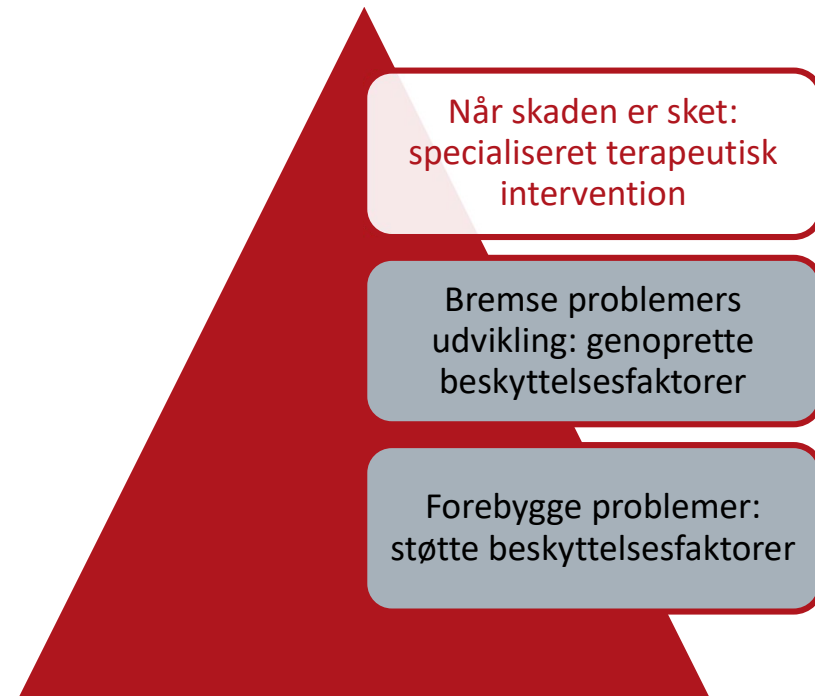 Når skaden er sket:
specialiseret terapeutisk
intervention
Bremse problemers
udvikling: genoprette
beskyttelsesfaktorer
Forebygge problemer:
støtte beskyttelsesfaktorer